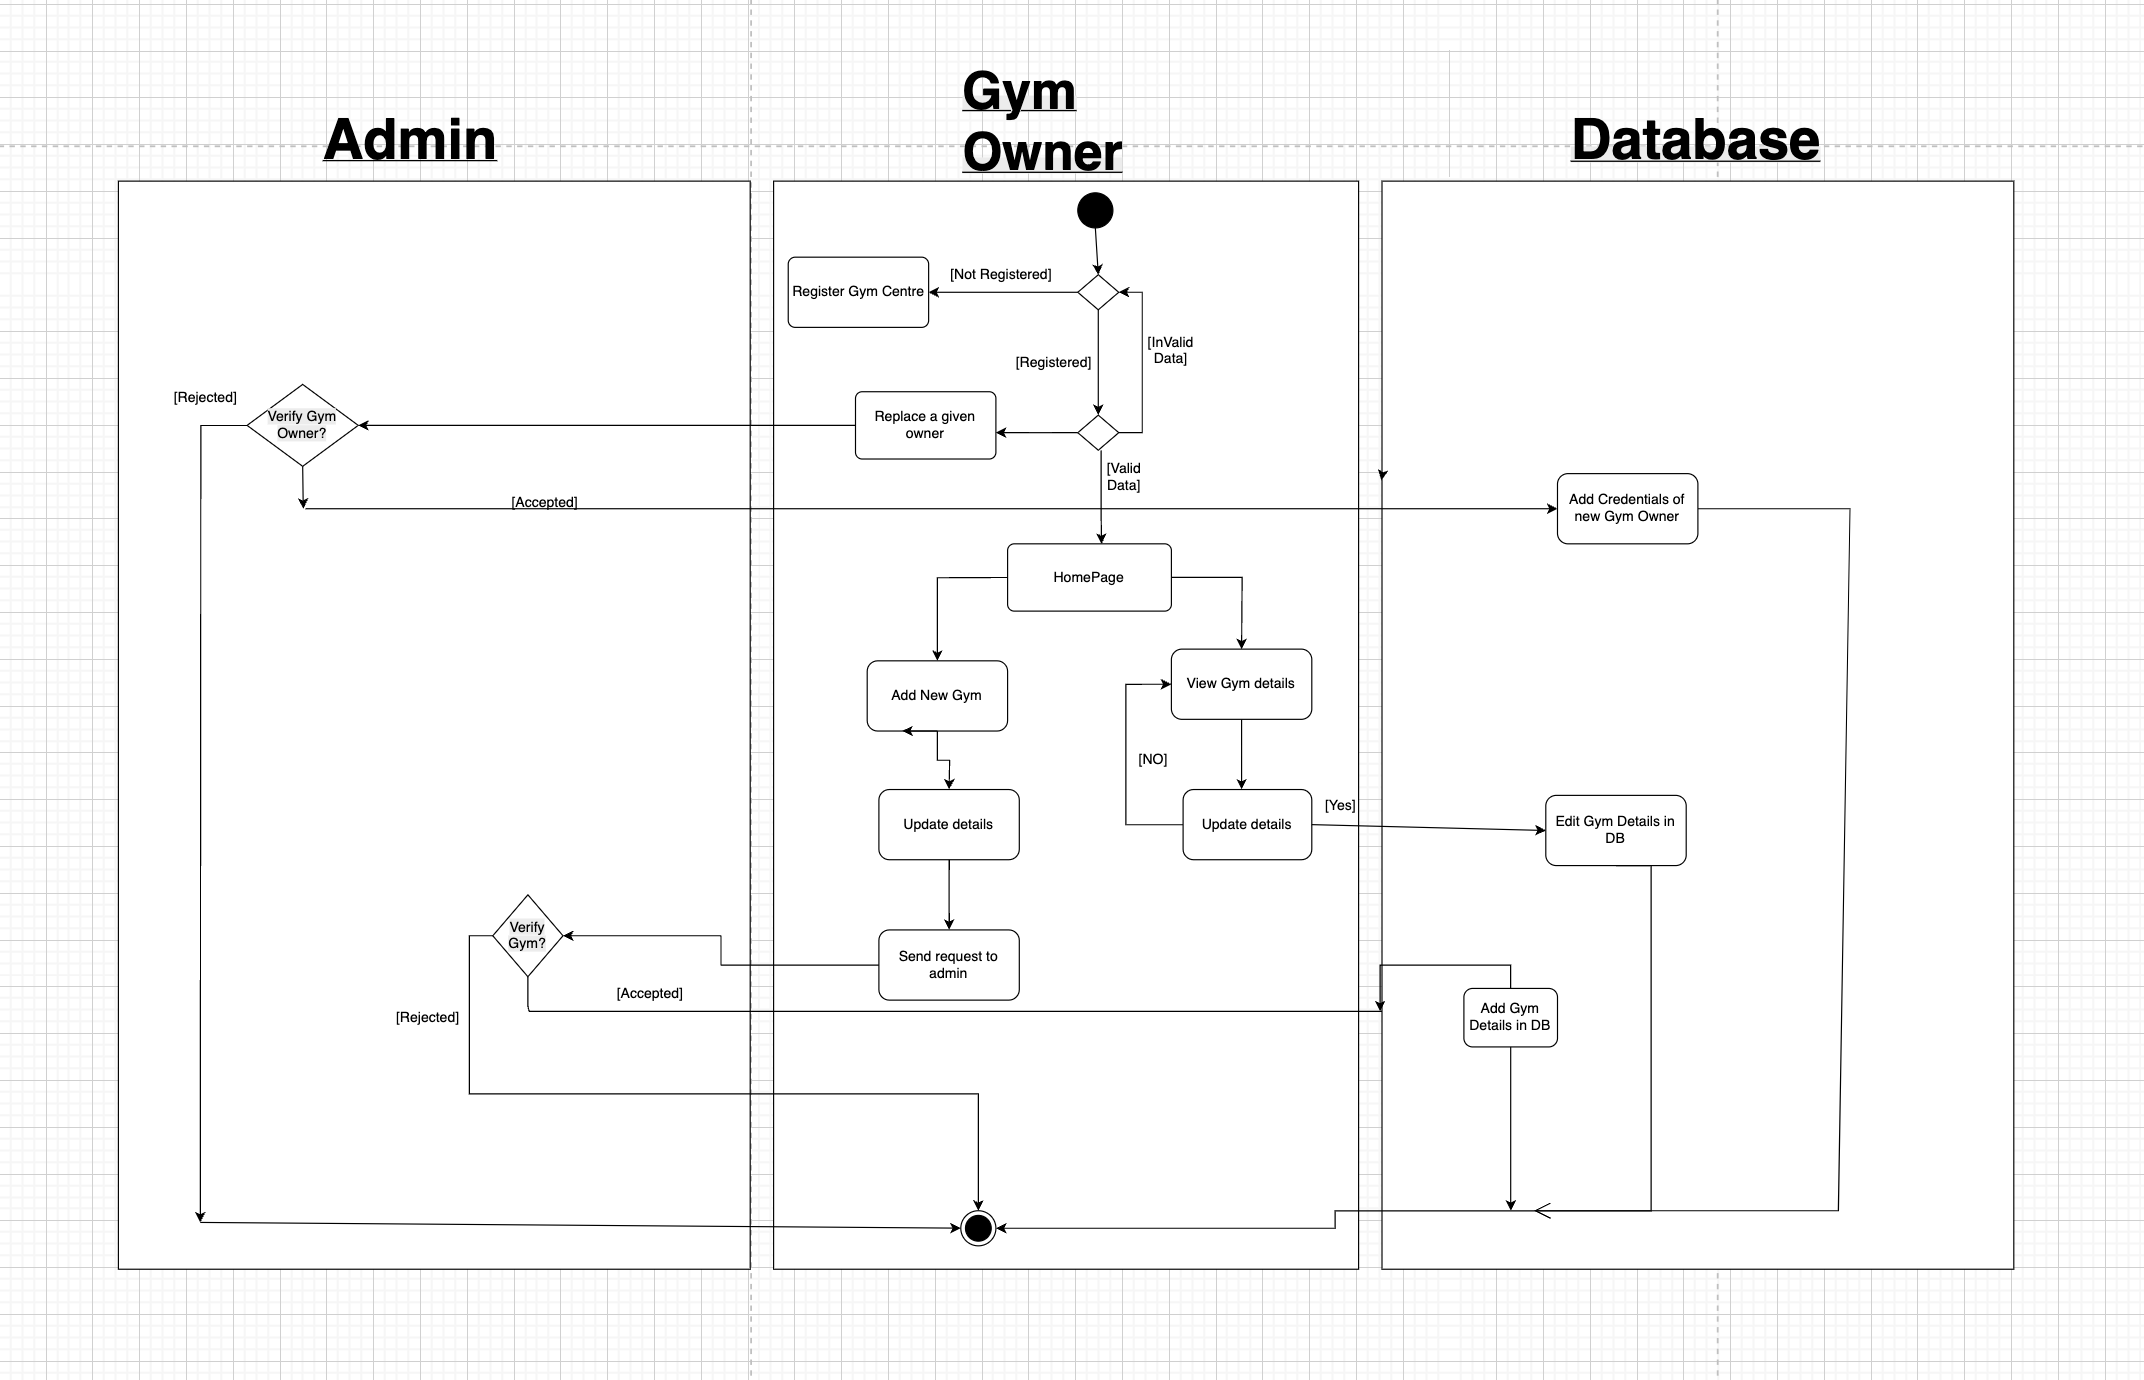 Admin
Gym
Owner
Database
[Not Registered]
Register Gym Centre
[InValid
Data]
[Registered]
[Rejected]
Verify Gym
Owner?
Replace a given
owner
[Valid
Data]
[Accepted]
Add Credentials of
new Gym Owner
HomePage
Add New Gym
View Gym details
[NO]
Update details
Update details
[Yes]
Edit Gym Details in
DB
Verify
Gym?
Send request to
admin
[Accepted]
[Rejected]
Add Gym
Details in DB